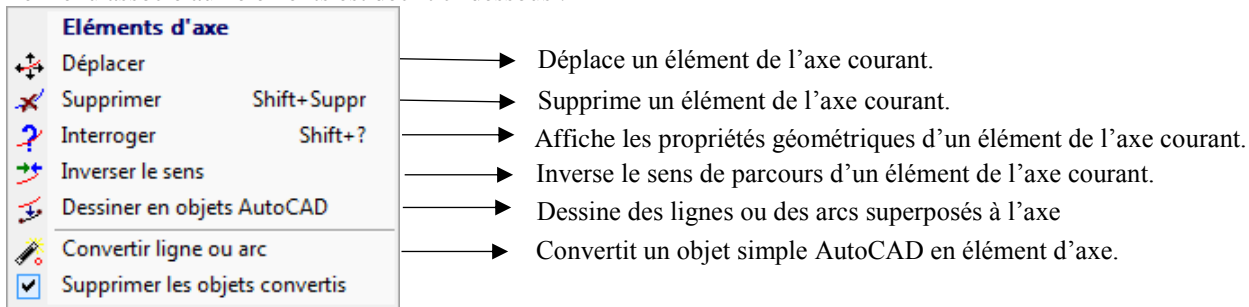 Eléments d'axe
Déplacer Déplace un élément de l'axe courant.
Supprimer Shift+Suppr Supprime un élément de l'axe courant.
Interroger Shift+? Affiche les propriétés géométriques d'un élément de l'axe courant.
Inverser le sens Inverse le sens de parcours d'un élément de l'axe courant.
Dessiner en objets AutoCAD Dessine des lignes ou des arcs superposés à l'axe
Convertir ligne ou arc Convertit un objet simple AutoCAD en élément d'axe.
Supprimer les objets convertis